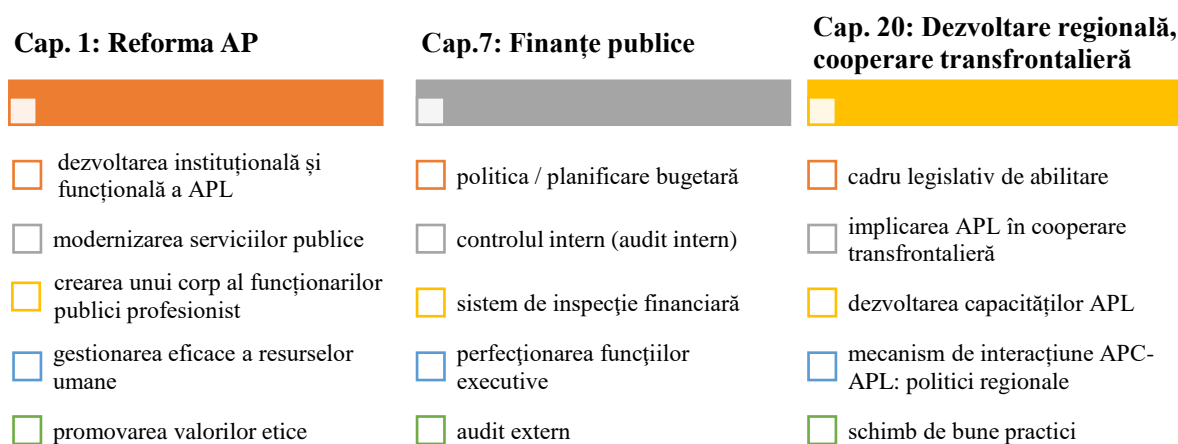 Cap. 1: Reforma AP
dezvoltarea instituțională și
funcțională a APL
modernizarea serviciilor publice
crearea unui corp al funcționarilor
publici profesionist
gestionarea eficace a resurselor
umane
promovarea valorilor etice
Cap.7: Finanțe publice
politica / planificare bugetară
controlul intern (audit intern)
sistem de inspecţie financiară
perfecţionarea funcţiilor
executive
audit extern
Cap. 20: Dezvoltare regională,
cooperare transfrontalieră
cadru legislativ de abilitare
implicarea APL în cooperare
transfrontalieră
dezvoltarea capacităților APL
mecanism de interacțiune APC-
APL: politici regionale
schimb de bune practici